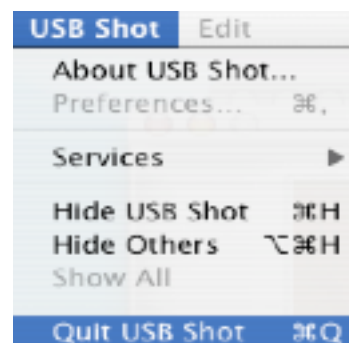 USB Shot Edit
About USB Shot...
Preferences... ⌘,
Services ▶
Hide USB Shot ⌘H
Hide Others ⌥⌘H
Show All
Quit USB Shot ⌘Q